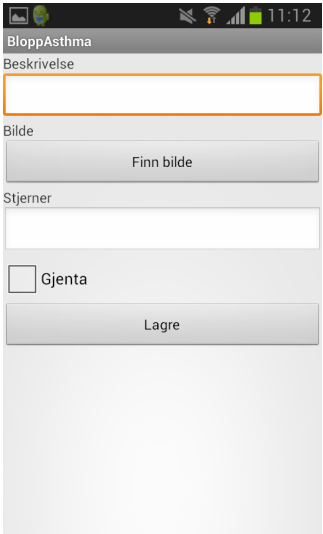 11:12
BloppAsthma
Beskrivelse
Bilde
Finn bilde
Stjerner
Gjenta
Lagre